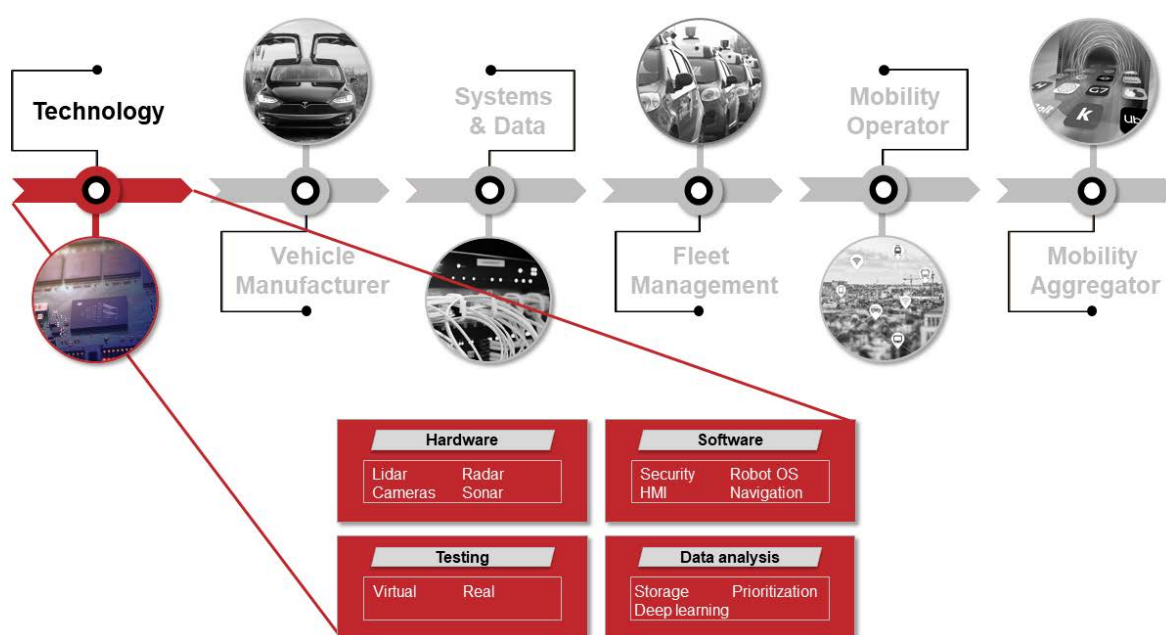 Technology
Systems
& Data
Mobility
Operator
G7
K
Vehicle
Manufacturer
Fleet
Management
Mobility
Aggregator
Hardware
Lidar Radar
Cameras Sonar
Software
Security Robot OS
HMI Navigation
Testing
Virtual Real
Data analysis
Storage Prioritization
Deep learning